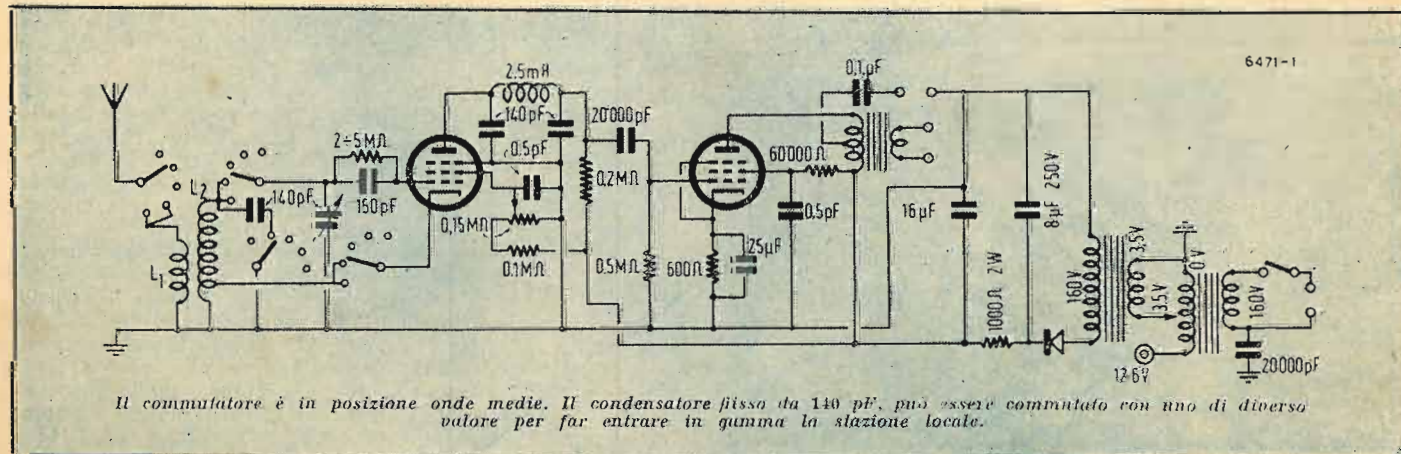 6471-1
2,5mH
0,1µF
140pF
20000pF
2÷5MΩ
0.5pF
60000Ω
L2
140pF
150pF
0,2MΩ
0,15MΩ
0.1MΩ
0.5MΩ
600Ω
25µF
0,5pF
16µF
8µF 250V
1000Ω 2W
160V
3,5V
3,5V
0V
160V
12·6V
20000pF
L1
Il commutatore è in posizione onde medie. Il condensatore fisso da 140 pF, può essere commutato con uno di diverso
valore per far entrare in gamma la stazione locale.